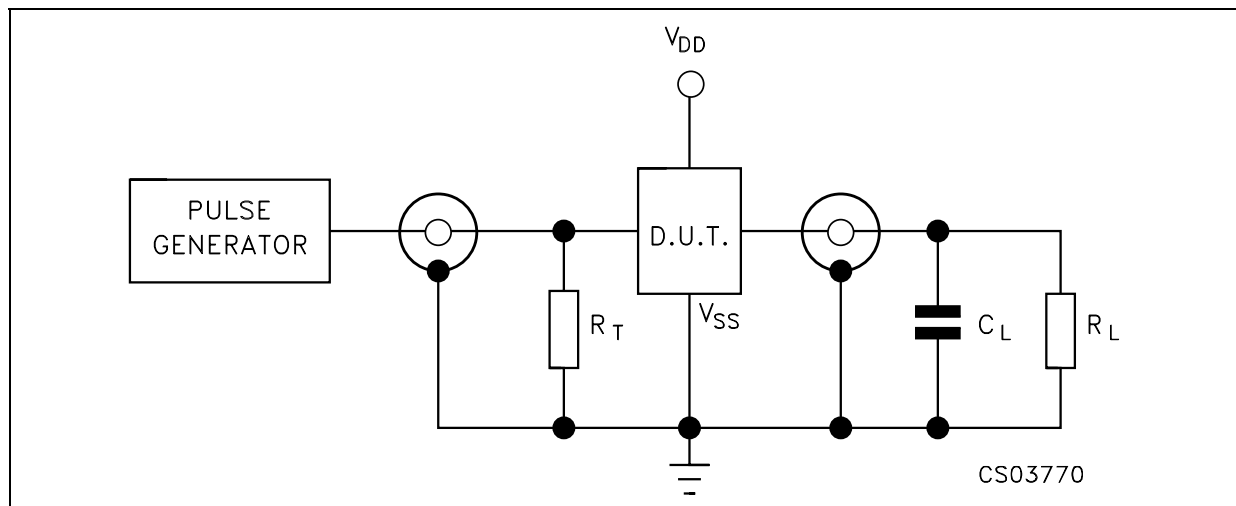 VDD
PULSE
GENERATOR
D.U.T.
VSS
RT
CL
RL
CS03770